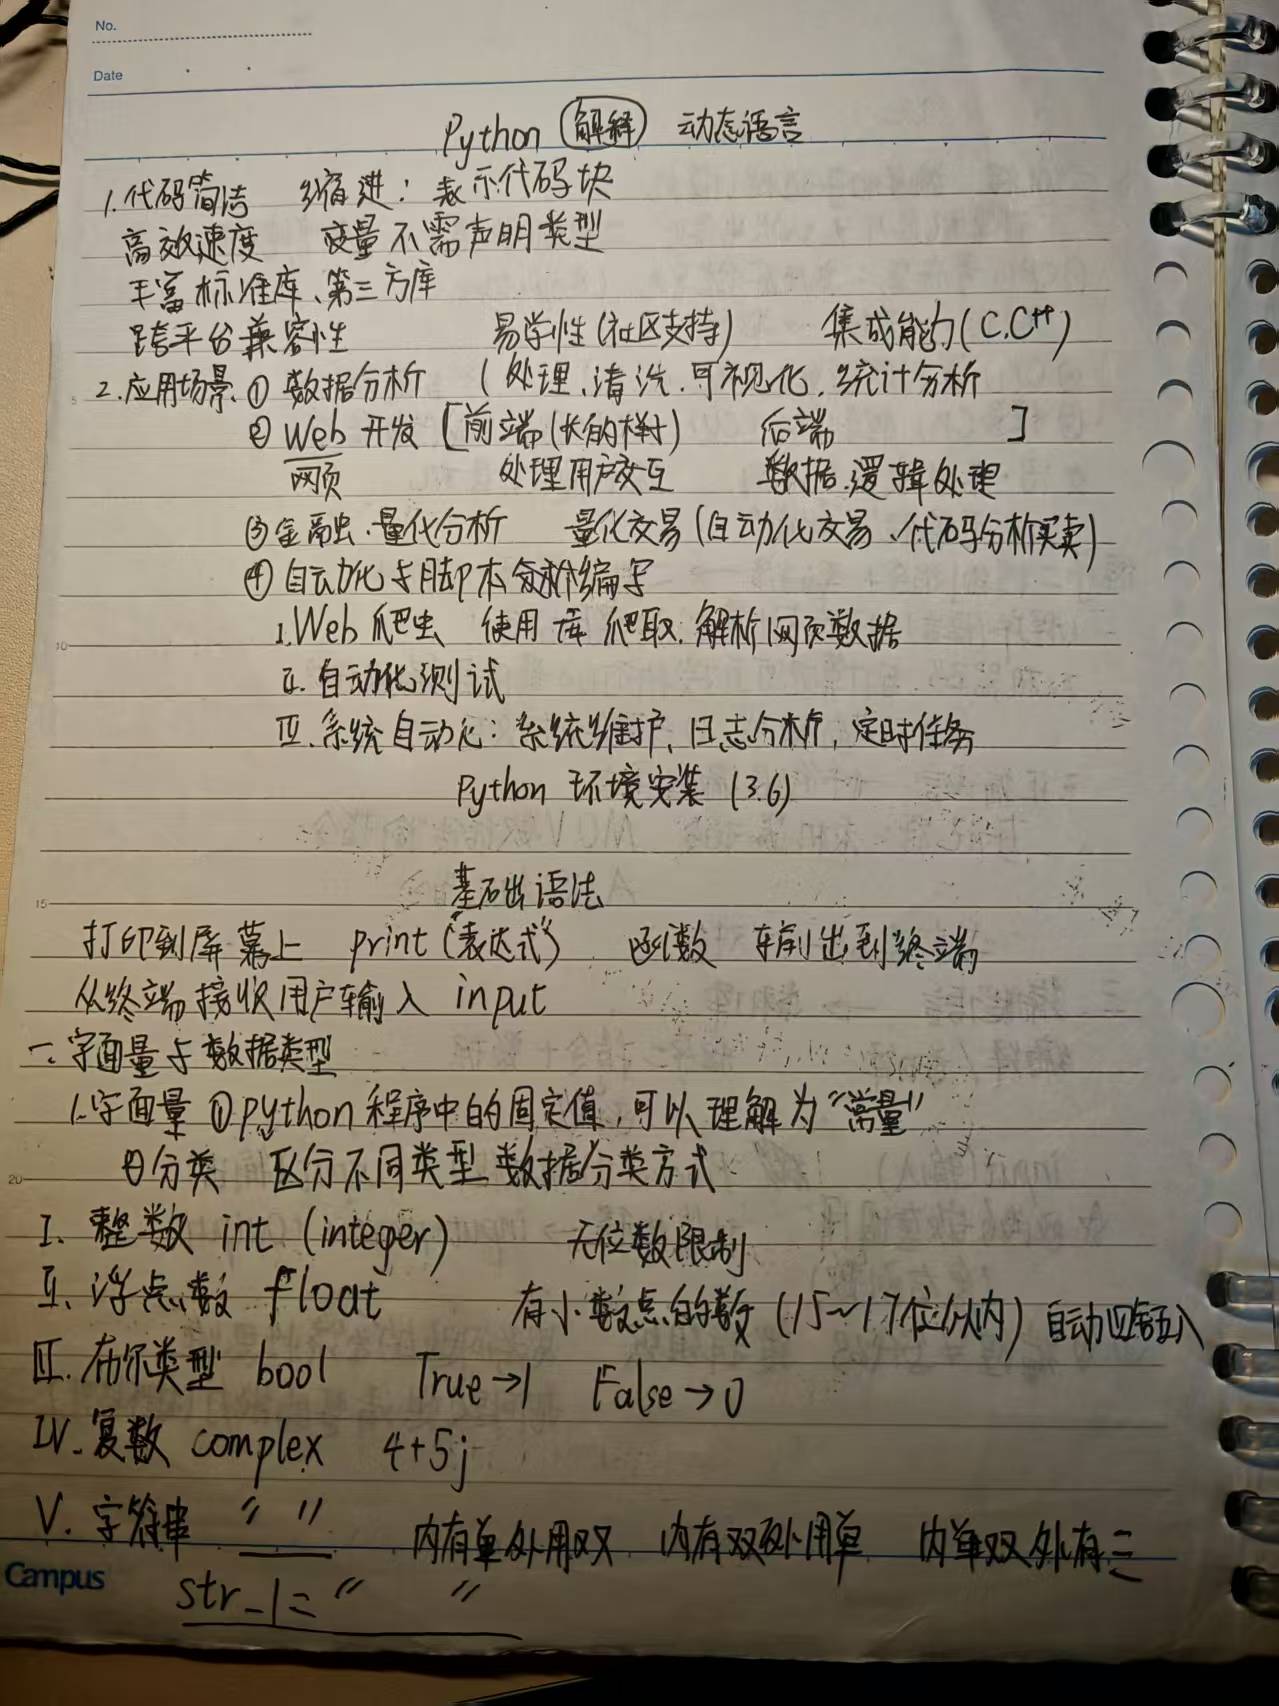 No.
Date
Python 解释 动态语言
1.代码简洁 缩进：表示代码块
高效速度 变量不需声明类型
丰富标准库、第三方库
跨平台兼容性 易学性(社区支持) 集成能力(C.C++)
2.应用场景.① 数据分析 (处理、清洗.可视化.统计分析
② Web 开发 [前端(长的样) 后端 ]
网页 处理用户交互 数据.逻辑处理
③金融.量化分析 量化交易(自动化交易、代码分析买卖)
④自动化与脚本编写
I.Web爬虫 使用库爬取.解析网页数据
II.自动化测试
III.系统自动化：系统维护、日志分析，定时任务
Python 环境安装 (3.6)
基础语法
5
10
15
打印到屏幕上 print("表达式") 函数 输出到终端
从终端接收用户输入 input
一.字面量与数据类型
1.字面量 ①python程序中的固定值，可以理解为"常量"
20
②分类 区分不同类型数据分类方式
I. 整数 int (integer) 无位数限制
II. 浮点数 float 有小数点的数(15~17位以内) 自动四舍五入
III. 布尔类型 bool True→1 False→0
IV. 复数 complex 4+5j
V. 字符串 " " 内有单外用双 内有双外用单 内单双外有三
Campus
str_1=" "